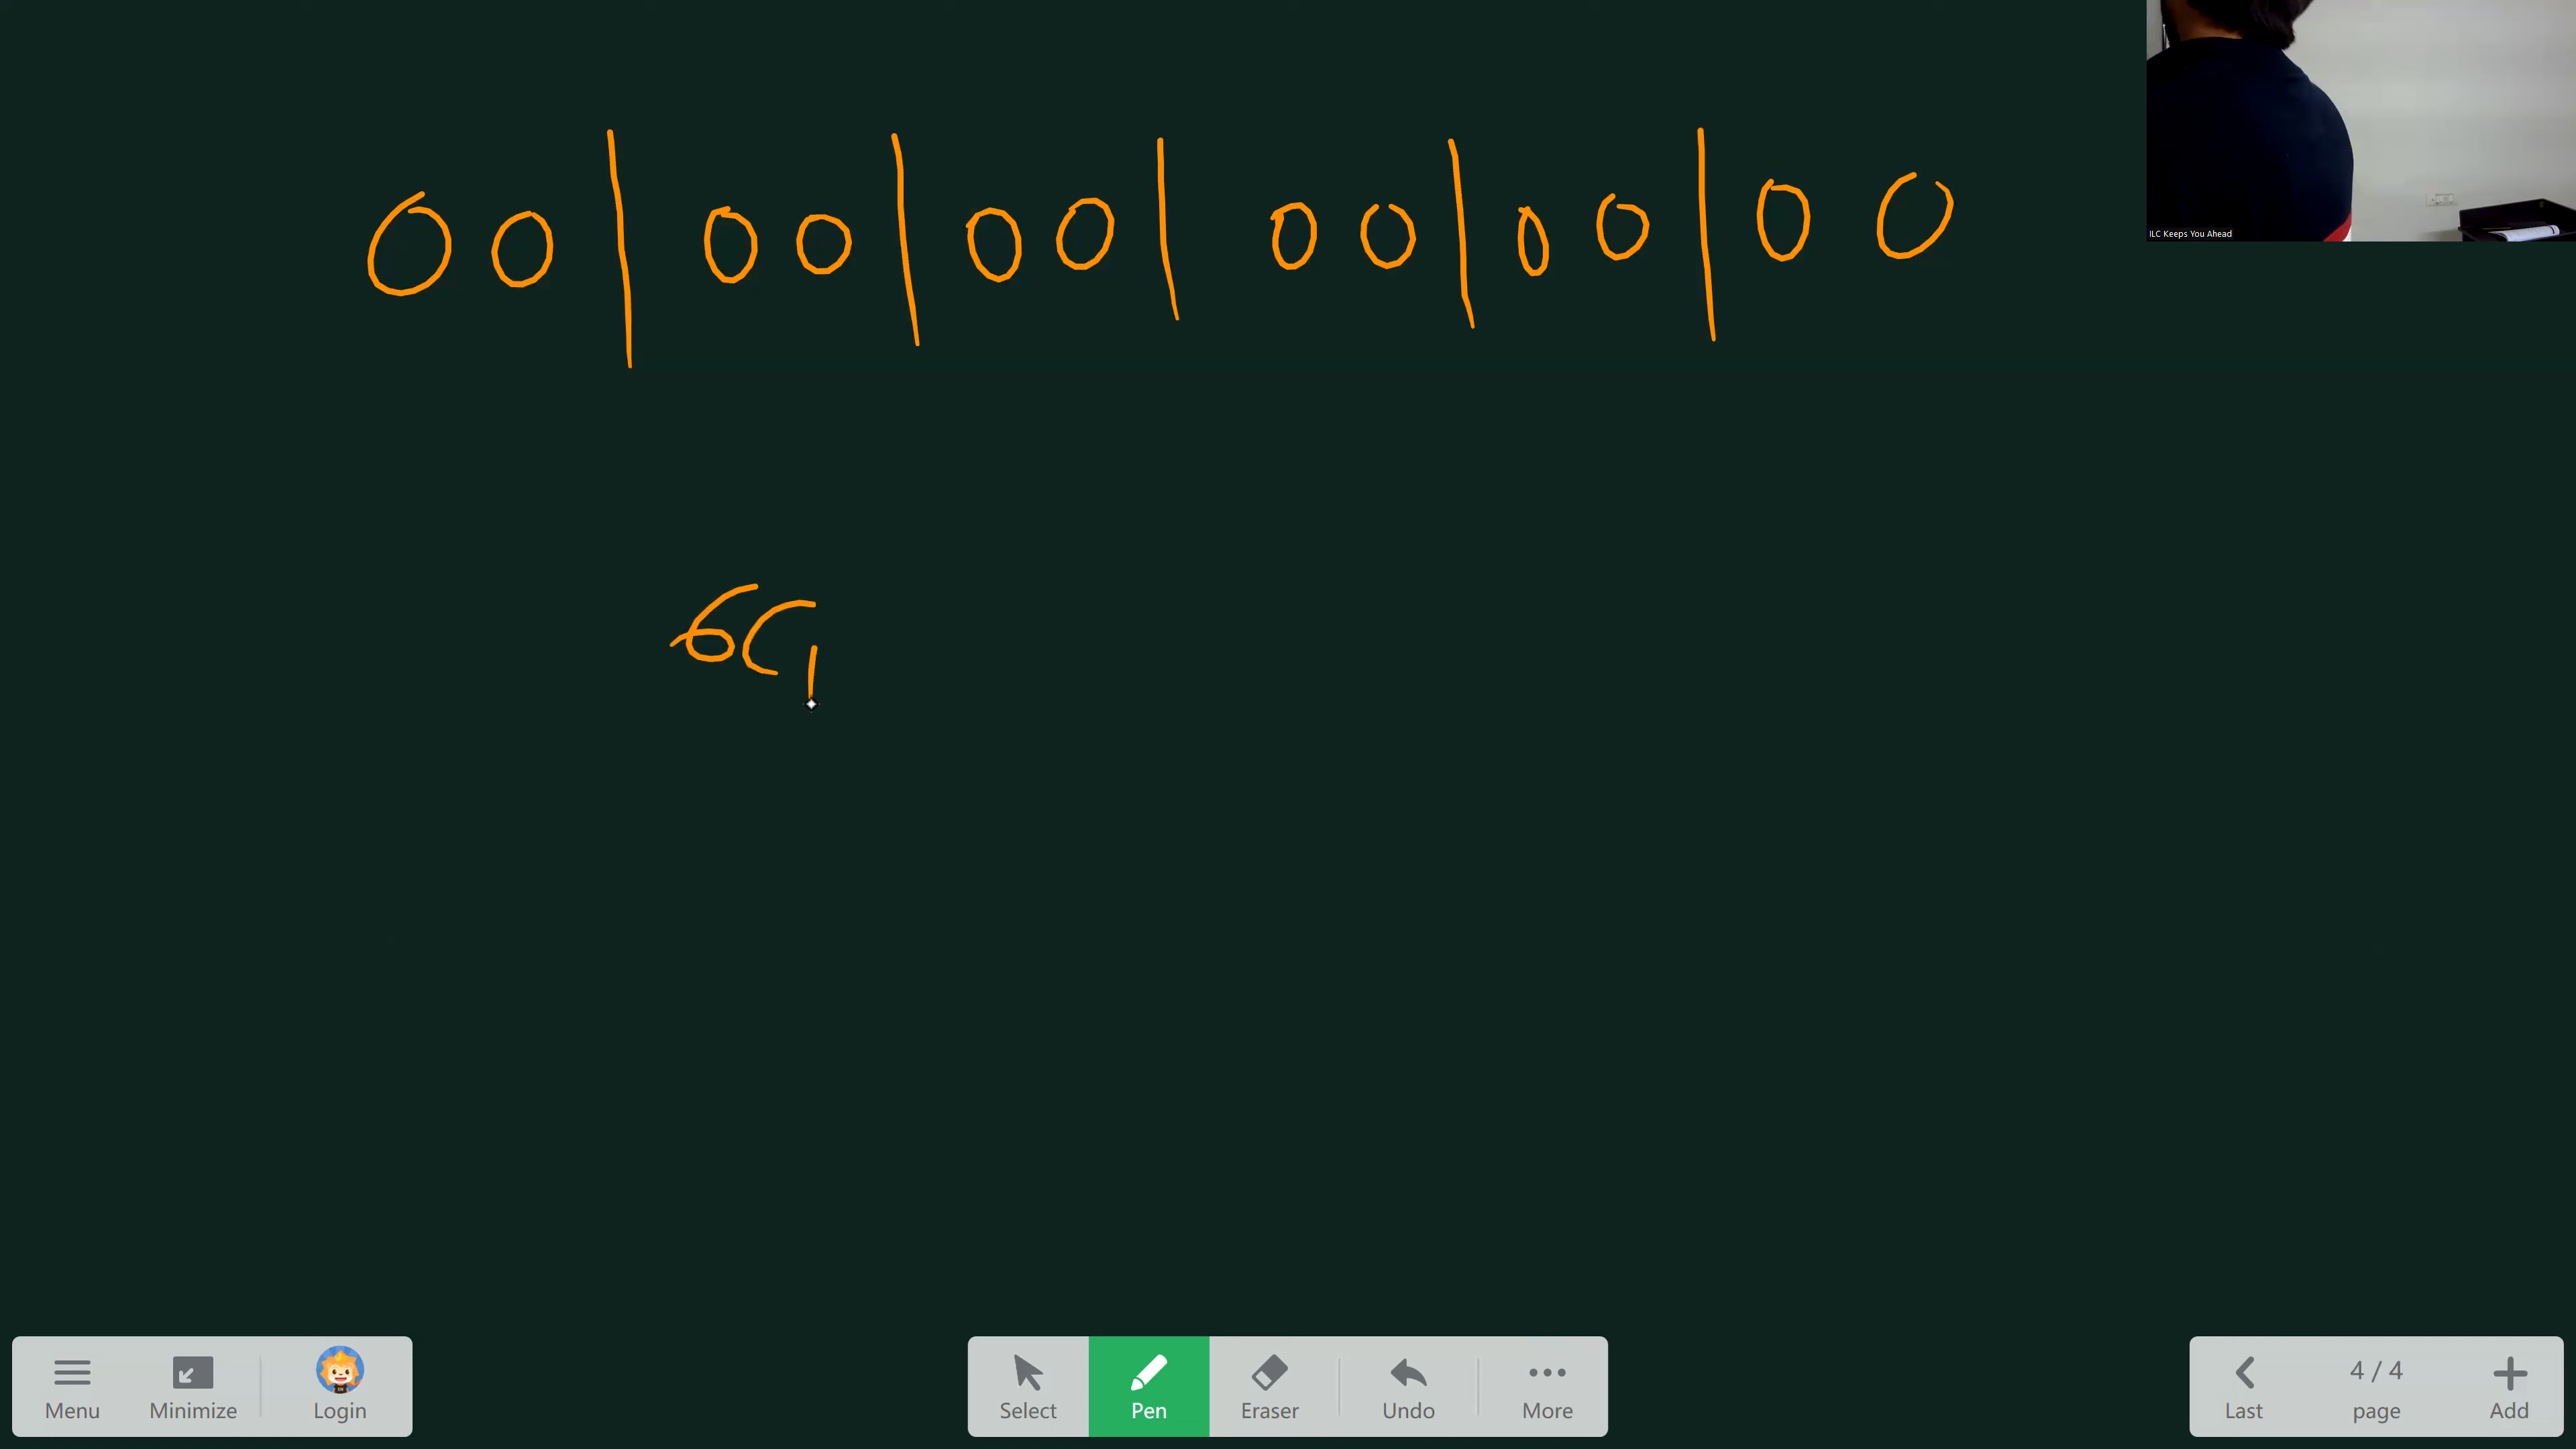 00 | 00 | 00 | 00 | 00 | 00
ILC Keeps You Ahead
6C1
Menu Minimize Login Select Pen Eraser Undo More Last 4 / 4 page Add